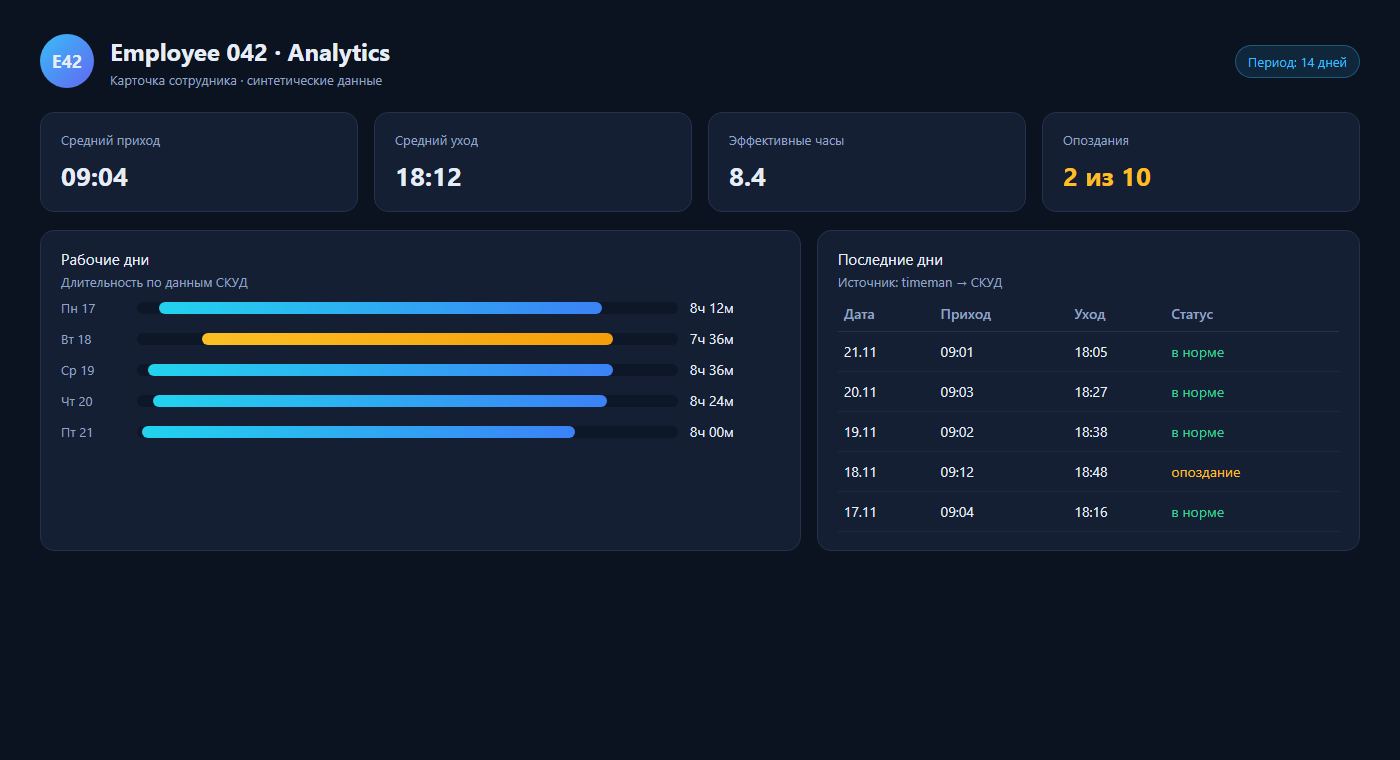 E42
Employee 042 · Analytics
Карточка сотрудника · синтетические данные
Период: 14 дней
Средний приход
09:04
Средний уход
18:12
Эффективные часы
8.4
Опоздания
2 из 10
Рабочие дни
Длительность по данным СКУД
Пн 17 8ч 12м
Вт 18 7ч 36м
Ср 19 8ч 36м
Чт 20 8ч 24м
Пт 21 8ч 00м
Последние дни
Источник: timeman → СКУД
Дата Приход Уход Статус
21.11 09:01 18:05 в норме
20.11 09:03 18:27 в норме
19.11 09:02 18:38 в норме
18.11 09:12 18:48 опоздание
17.11 09:04 18:16 в норме